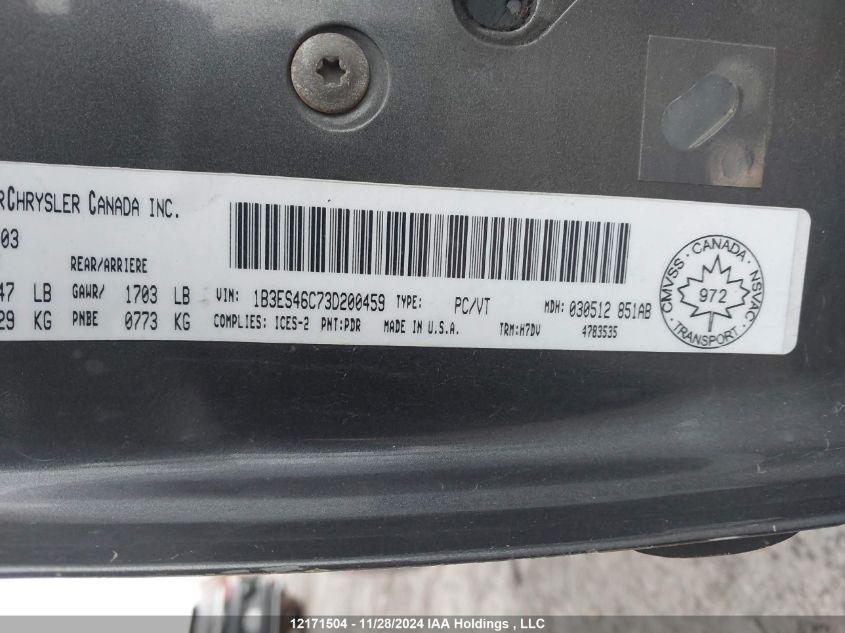 RCHRYSLER CANADA INC.
03
REAR/ARRIERE
47 LB GAWR/ 1703 LB
29 KG PNBE 0773 KG
VIN: 1B3ES46C73D200459 TYPE: PC/VT MDH: 030512 851AB
COMPLIES: ICES-2 PNT:PDR MADE IN U.S.A. TRM:H7DV 4783535
CANADA
CMVSS NSVAC
972
TRANSPORT
12171504 - 11/28/2024 IAA Holdings , LLC